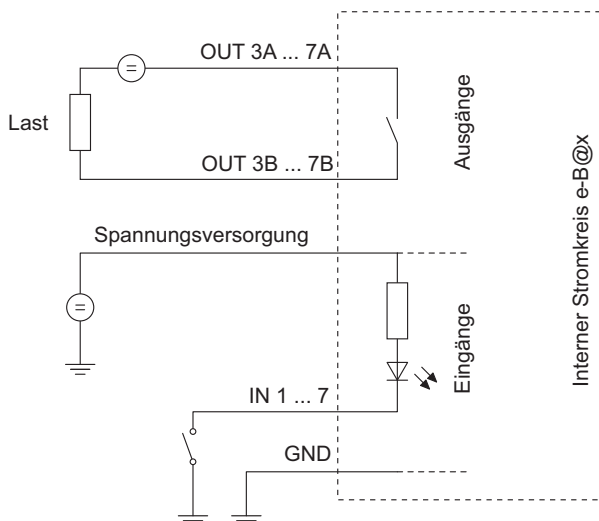 OUT 3A ... 7A
Last
OUT 3B ... 7B
Ausgänge
Spannungsversorgung
Eingänge
IN 1 ... 7
GND
Interner Stromkreis e-B@x